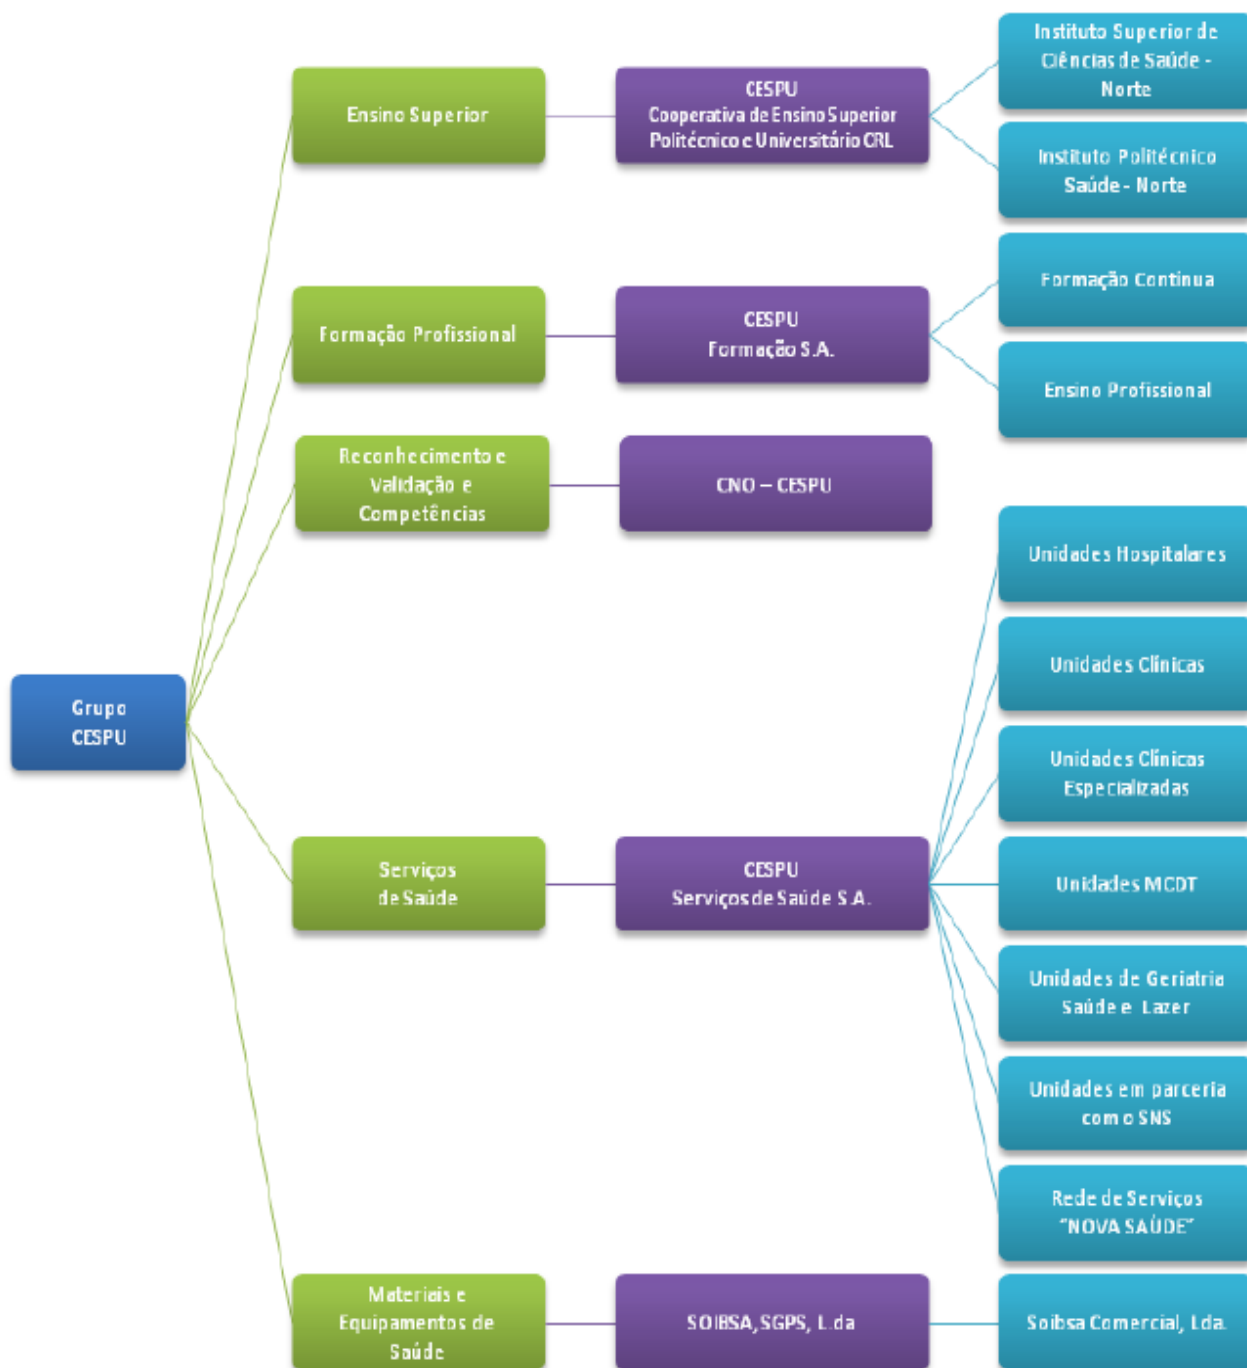 Grupo
CESPU
Ensino Superior
CESPU
Cooperativa de Ensino Superior
Politécnico e Universitário CRL
Instituto Superior de
Ciências de Saúde -
Norte
Instituto Politécnico
Saúde - Norte
Formação Profissional
CESPU
Formação S.A.
Formação Contínua
Ensino Profissional
Reconhecimento e
Validação e
Competências
CNO – CESPU
Serviços
de Saúde
CESPU
Serviços de Saúde S.A.
Unidades Hospitalares
Unidades Clínicas
Unidades Clínicas
Especializadas
Unidades MCDT
Unidades de Geriatria
Saúde e Lazer
Unidades em parceria
com o SNS
Rede de Serviços
“NOVA SAÚDE”
Materiais e
Equipamentos de
Saúde
SOIBSA, SGPS, L.da
Soibsa Comercial, Lda.